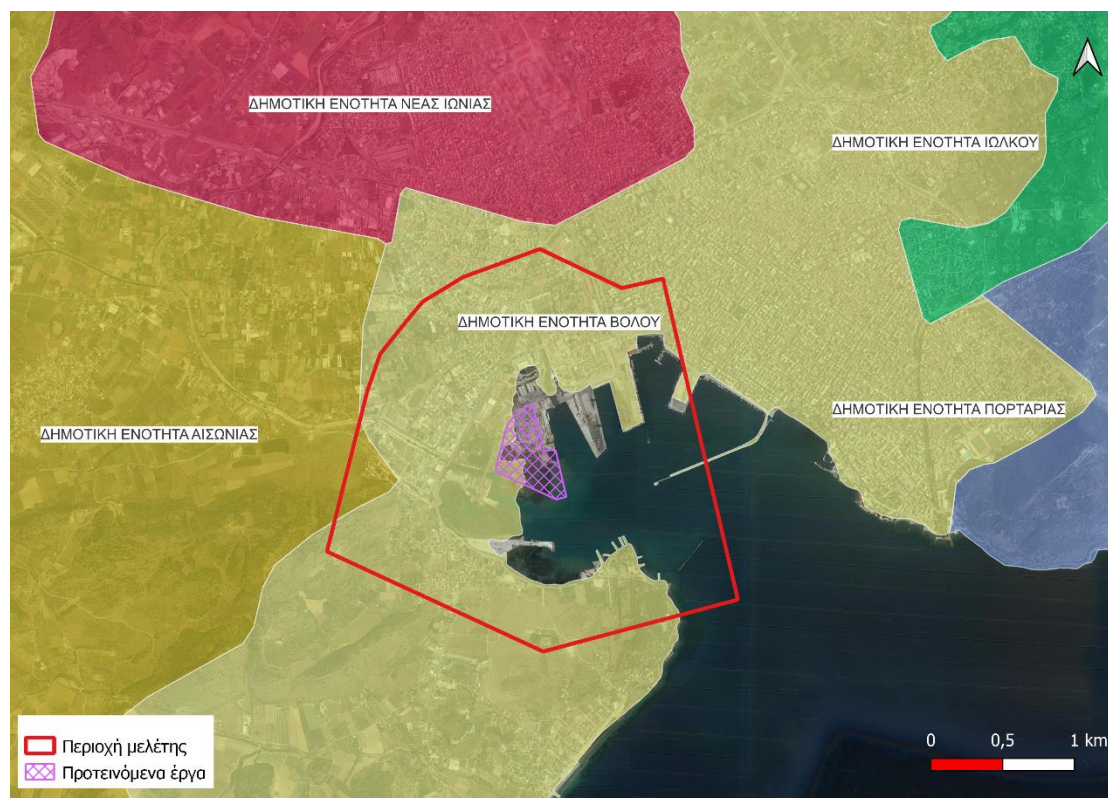 ΔΗΜΟΤΙΚΗ ΕΝΟΤΗΤΑ ΝΕΑΣ ΙΩΝΙΑΣ
ΔΗΜΟΤΙΚΗ ΕΝΟΤΗΤΑ ΙΩΛΚΟΥ
ΔΗΜΟΤΙΚΗ ΕΝΟΤΗΤΑ ΒΟΛΟΥ
ΔΗΜΟΤΙΚΗ ΕΝΟΤΗΤΑ ΠΟΡΤΑΡΙΑΣ
ΔΗΜΟΤΙΚΗ ΕΝΟΤΗΤΑ ΑΙΣΩΝΙΑΣ
Περιοχή μελέτης
Προτεινόμενα έργα
0 0,5 1 km